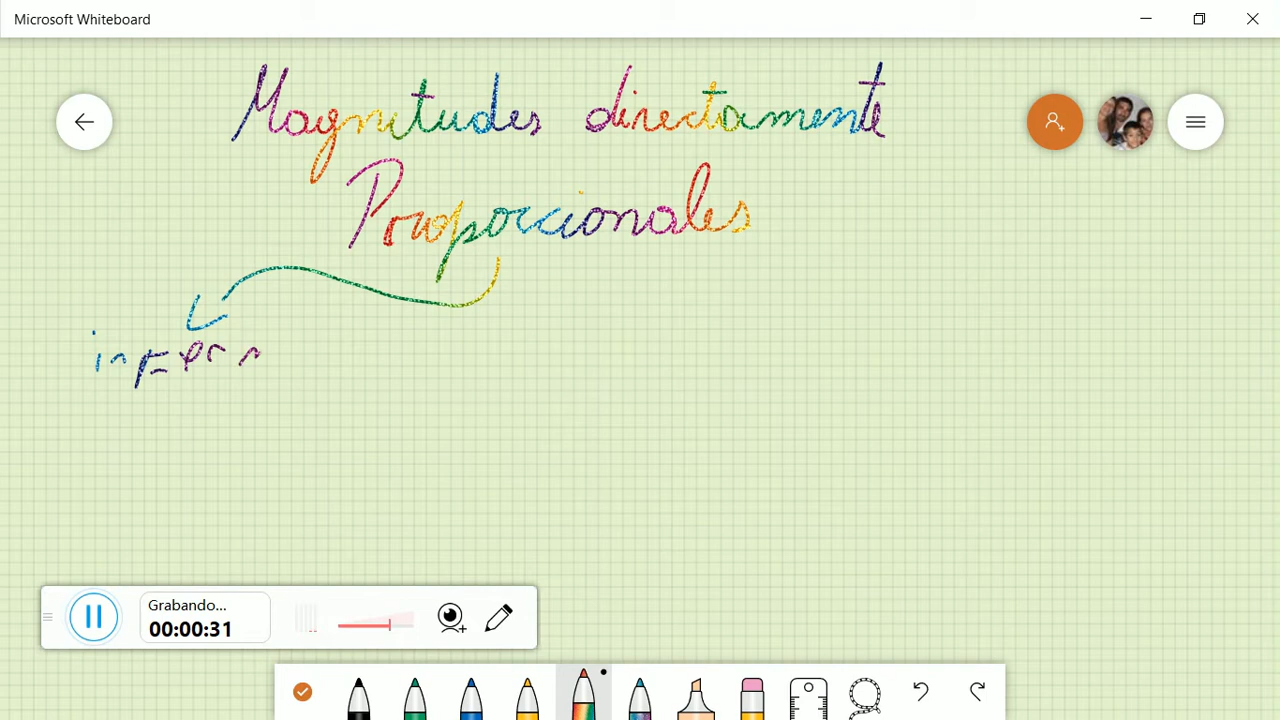 Microsoft Whiteboard
Magnitudes directamente
Proporcionales
Grabando...
00:00:31